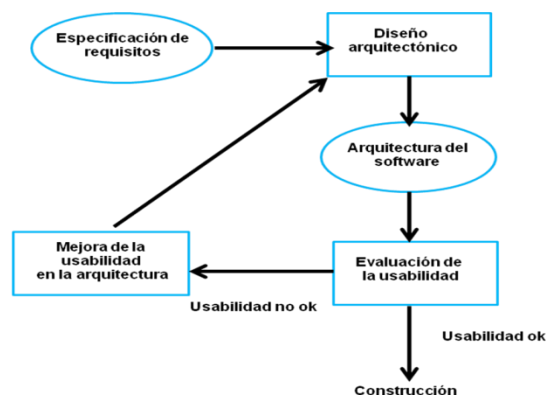 Especificación de
requisitos
Diseño
arquitectónico
Arquitectura del
software
Mejora de la
usabilidad
en la arquitectura
Evaluación de
la usabilidad
Usabilidad no ok
Usabilidad ok
Construcción